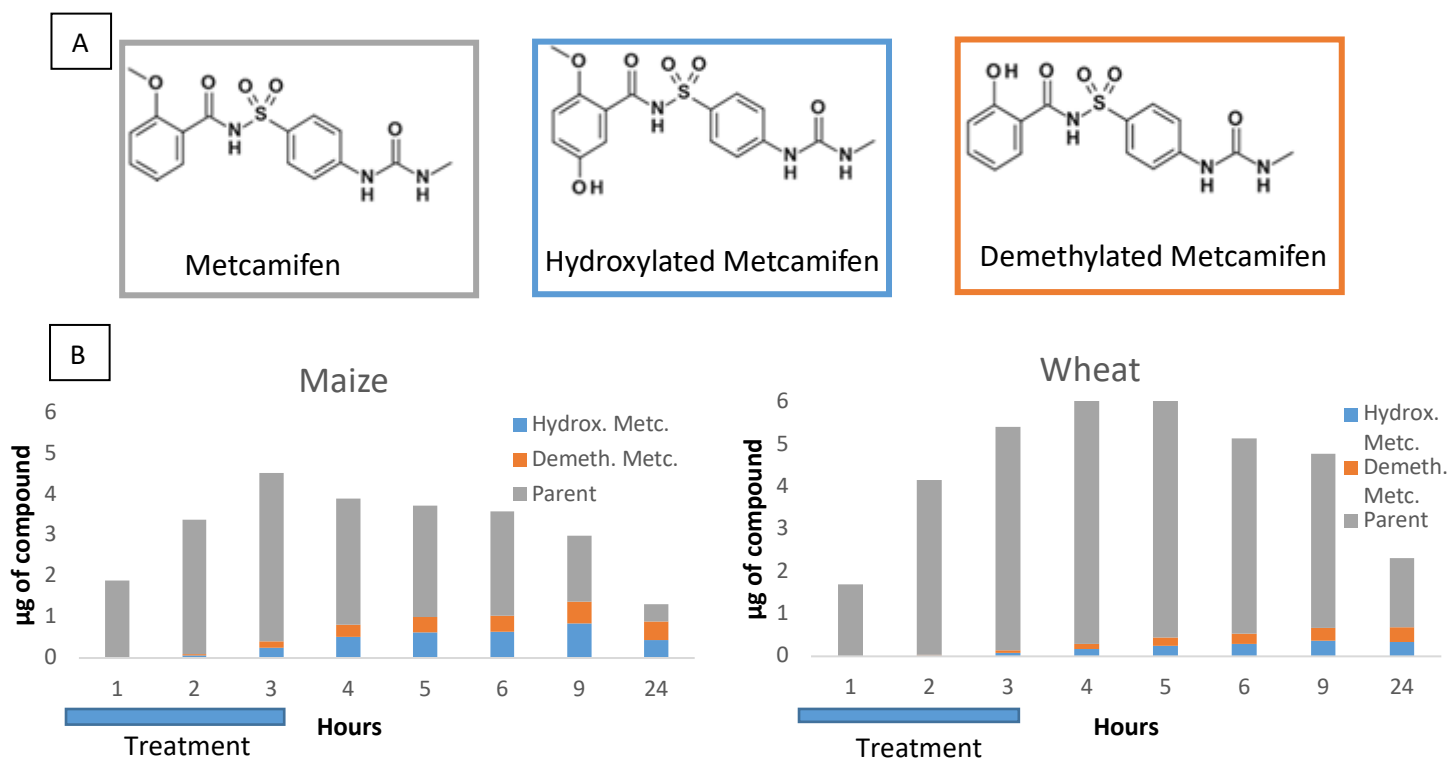 A
O O O O
S
N
H
O
N N
H H
Metcamifen
O O O O
S
N
H
OH
O
N N
H H
Hydroxylated Metcamifen
OH O O O
S
N
H
O
N N
H H
Demethylated Metcamifen
B
Maize
µg of compound
6
5
4
3
2
1
0
Hydrox. Metc.
Demeth. Metc.
Parent
1 2 3 4 5 6 9 24
Hours
Treatment
Wheat
µg of compound
6
5
4
3
2
1
0
Hydrox.
Metc.
Demeth.
Metc.
Parent
1 2 3 4 5 6 9 24
Hours
Treatment